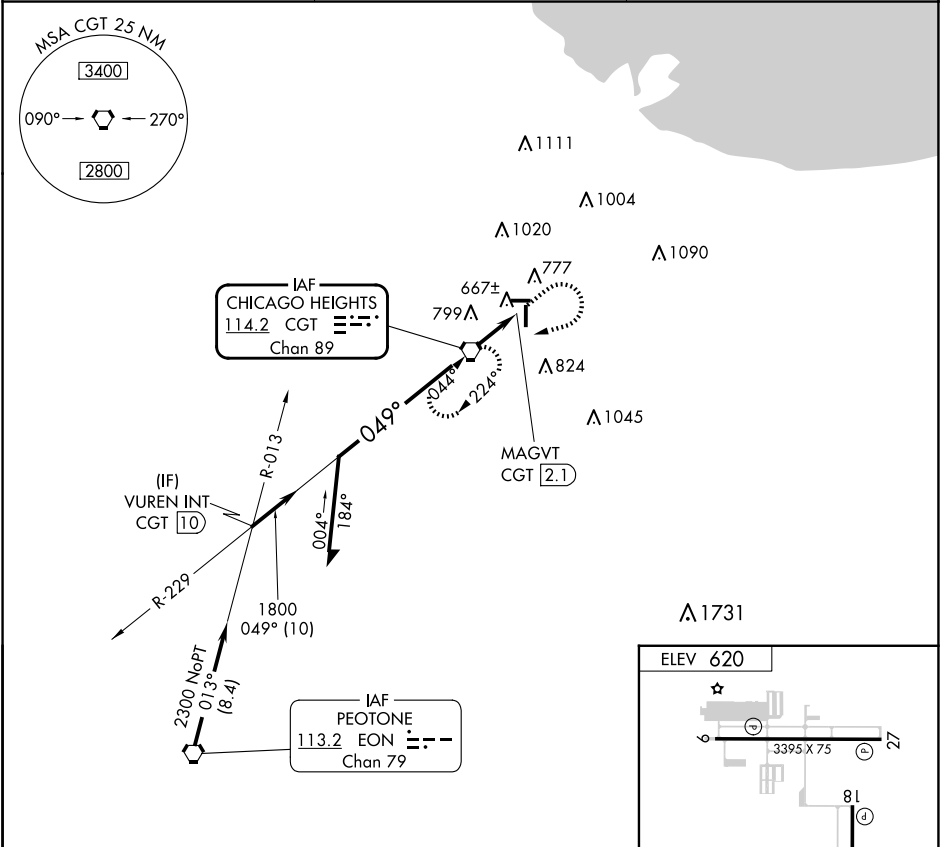 MSA CGT 25 NM
3400
090°
270°
2800
1111
1004
1020
1090
777
667±
799
IAF
CHICAGO HEIGHTS
114.2 CGT
Chan 89
824
044°
224°
1045
049°
MAGVT
CGT 2.1
R-013
(IF)
VUREN INT
CGT 10
004°
184°
R-229
1800
049° (10)
1731
2300 NoPT
013°
(8.4)
IAF
PEOTONE
113.2 EON
Chan 79
ELEV 620
P
9
3395 X 75
P
27
18
P